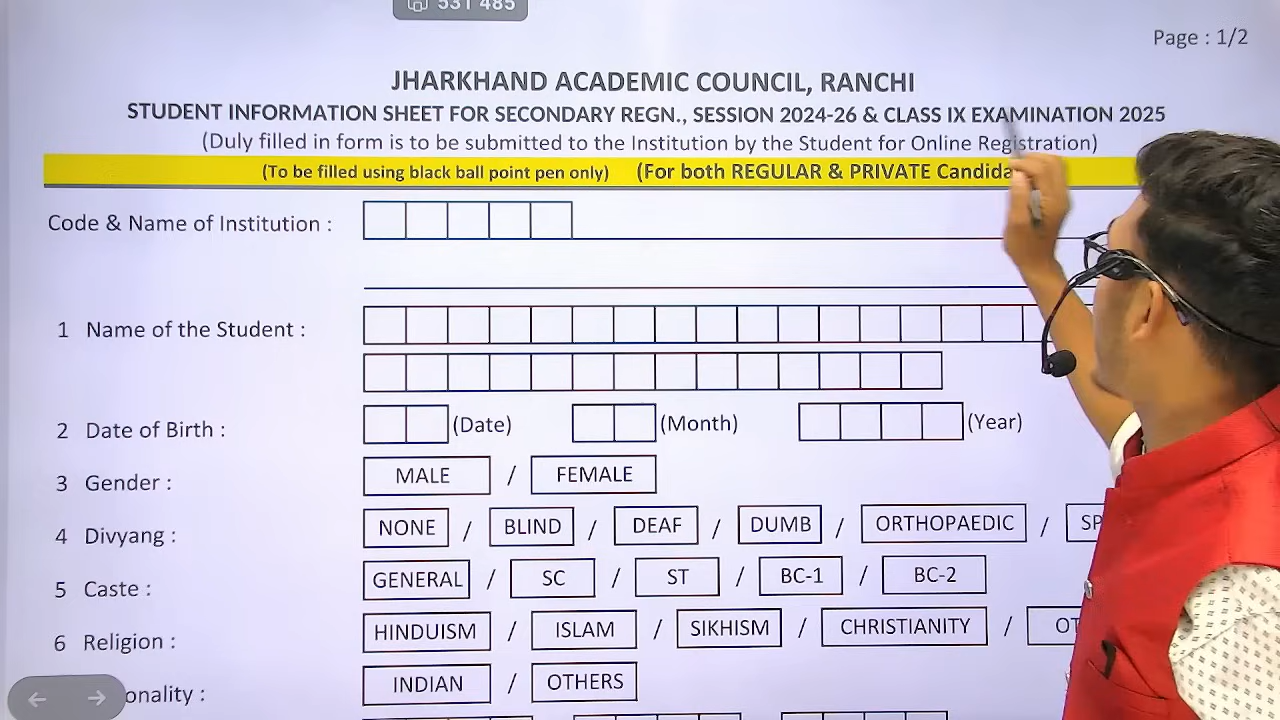 531 485
Page : 1/2
JHARKHAND ACADEMIC COUNCIL, RANCHI
STUDENT INFORMATION SHEET FOR SECONDARY REGN., SESSION 2024-26 & CLASS IX EXAMINATION 2025
(Duly filled in form is to be submitted to the Institution by the Student for Online Registration)
(To be filled using black ball point pen only) (For both REGULAR & PRIVATE
Code & Name of Institution :
1 Name of the Student :
2 Date of Birth : (Date) (Month) (Year)
3 Gender : MALE / FEMALE
4 Divyang : NONE / BLIND / DEAF / DUMB / ORTHOPAEDIC /
5 Caste : GENERAL / SC / ST / BC-1 / BC-2
6 Religion : HINDUISM / ISLAM / SIKHISM / CHRISTIANITY /
INDIAN / OTHERS